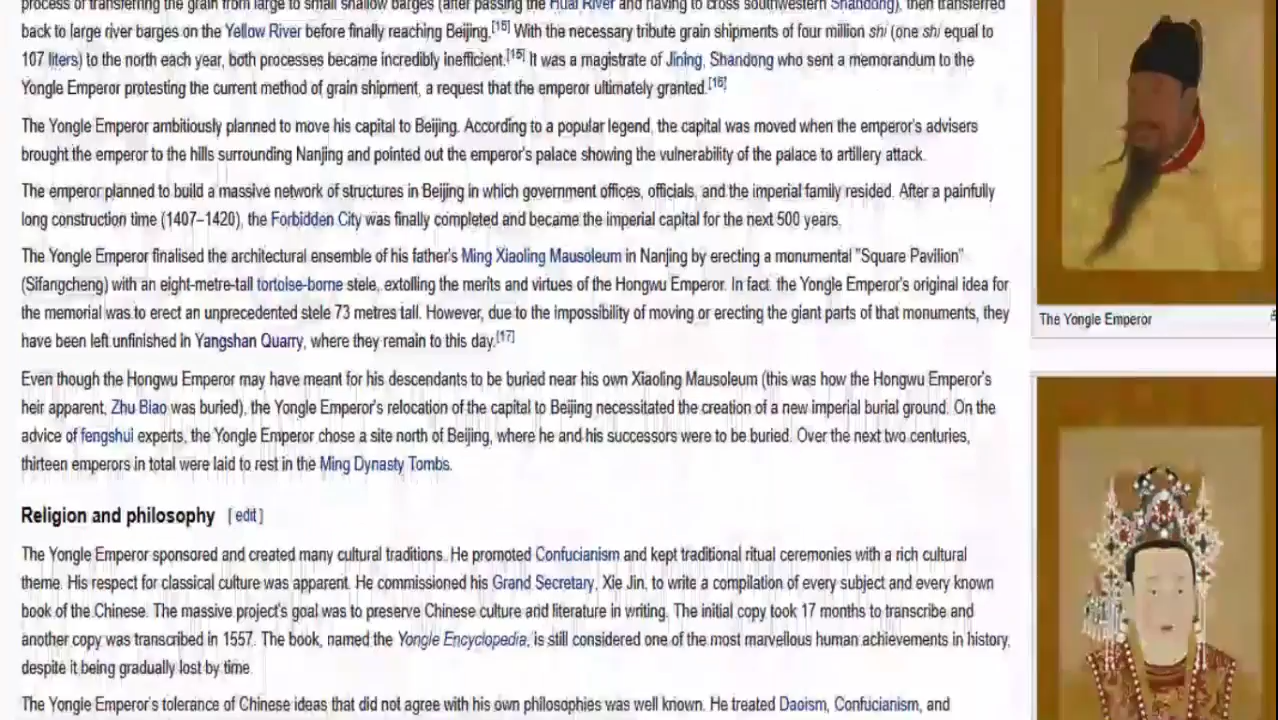 process of transferring the grain from large to small shallow barges (after passing the Huai River and having to cross southwestern Shandong), then transferred
back to large river barges on the Yellow River before finally reaching Beijing.[15] With the necessary tribute grain shipments of four million shi (one shi equal to
107 liters) to the north each year, both processes became incredibly inefficient.[15] It was a magistrate of Jining, Shandong who sent a memorandum to the
Yongle Emperor protesting the current method of grain shipment, a request that the emperor ultimately granted.[16]
The Yongle Emperor ambitiously planned to move his capital to Beijing. According to a popular legend, the capital was moved when the emperor's advisers
brought the emperor to the hills surrounding Nanjing and pointed out the emperor's palace showing the vulnerability of the palace to artillery attack.
The emperor planned to build a massive network of structures in Beijing in which government offices, officials, and the imperial family resided. After a painfully
long construction time (1407–1420), the Forbidden City was finally completed and became the imperial capital for the next 500 years.
The Yongle Emperor finalised the architectural ensemble of his father's Ming Xiaoling Mausoleum in Nanjing by erecting a monumental "Square Pavilion"
(Sifangcheng) with an eight-metre-tall tortoise-borne stele, extolling the merits and virtues of the Hongwu Emperor. In fact, the Yongle Emperor's original idea for
the memorial was to erect an unprecedented stele 73 metres tall. However, due to the impossibility of moving or erecting the giant parts of that monuments, they
have been left unfinished in Yangshan Quarry, where they remain to this day.[17]
The Yongle Emperor
Even though the Hongwu Emperor may have meant for his descendants to be buried near his own Xiaoling Mausoleum (this was how the Hongwu Emperor's
heir apparent, Zhu Biao was buried), the Yongle Emperor's relocation of the capital to Beijing necessitated the creation of a new imperial burial ground. On the
advice of fengshui experts, the Yongle Emperor chose a site north of Beijing, where he and his successors were to be buried. Over the next two centuries,
thirteen emperors in total were laid to rest in the Ming Dynasty Tombs.
Religion and philosophy [edit]
The Yongle Emperor sponsored and created many cultural traditions. He promoted Confucianism and kept traditional ritual ceremonies with a rich cultural
theme. His respect for classical culture was apparent. He commissioned his Grand Secretary, Xie Jin, to write a compilation of every subject and every known
book of the Chinese. The massive project's goal was to preserve Chinese culture and literature in writing. The initial copy took 17 months to transcribe and
another copy was transcribed in 1557. The book, named the Yongle Encyclopedia, is still considered one of the most marvellous human achievements in history,
despite it being gradually lost by time.
The Yongle Emperor's tolerance of Chinese ideas that did not agree with his own philosophies was well known. He treated Daoism, Confucianism, and